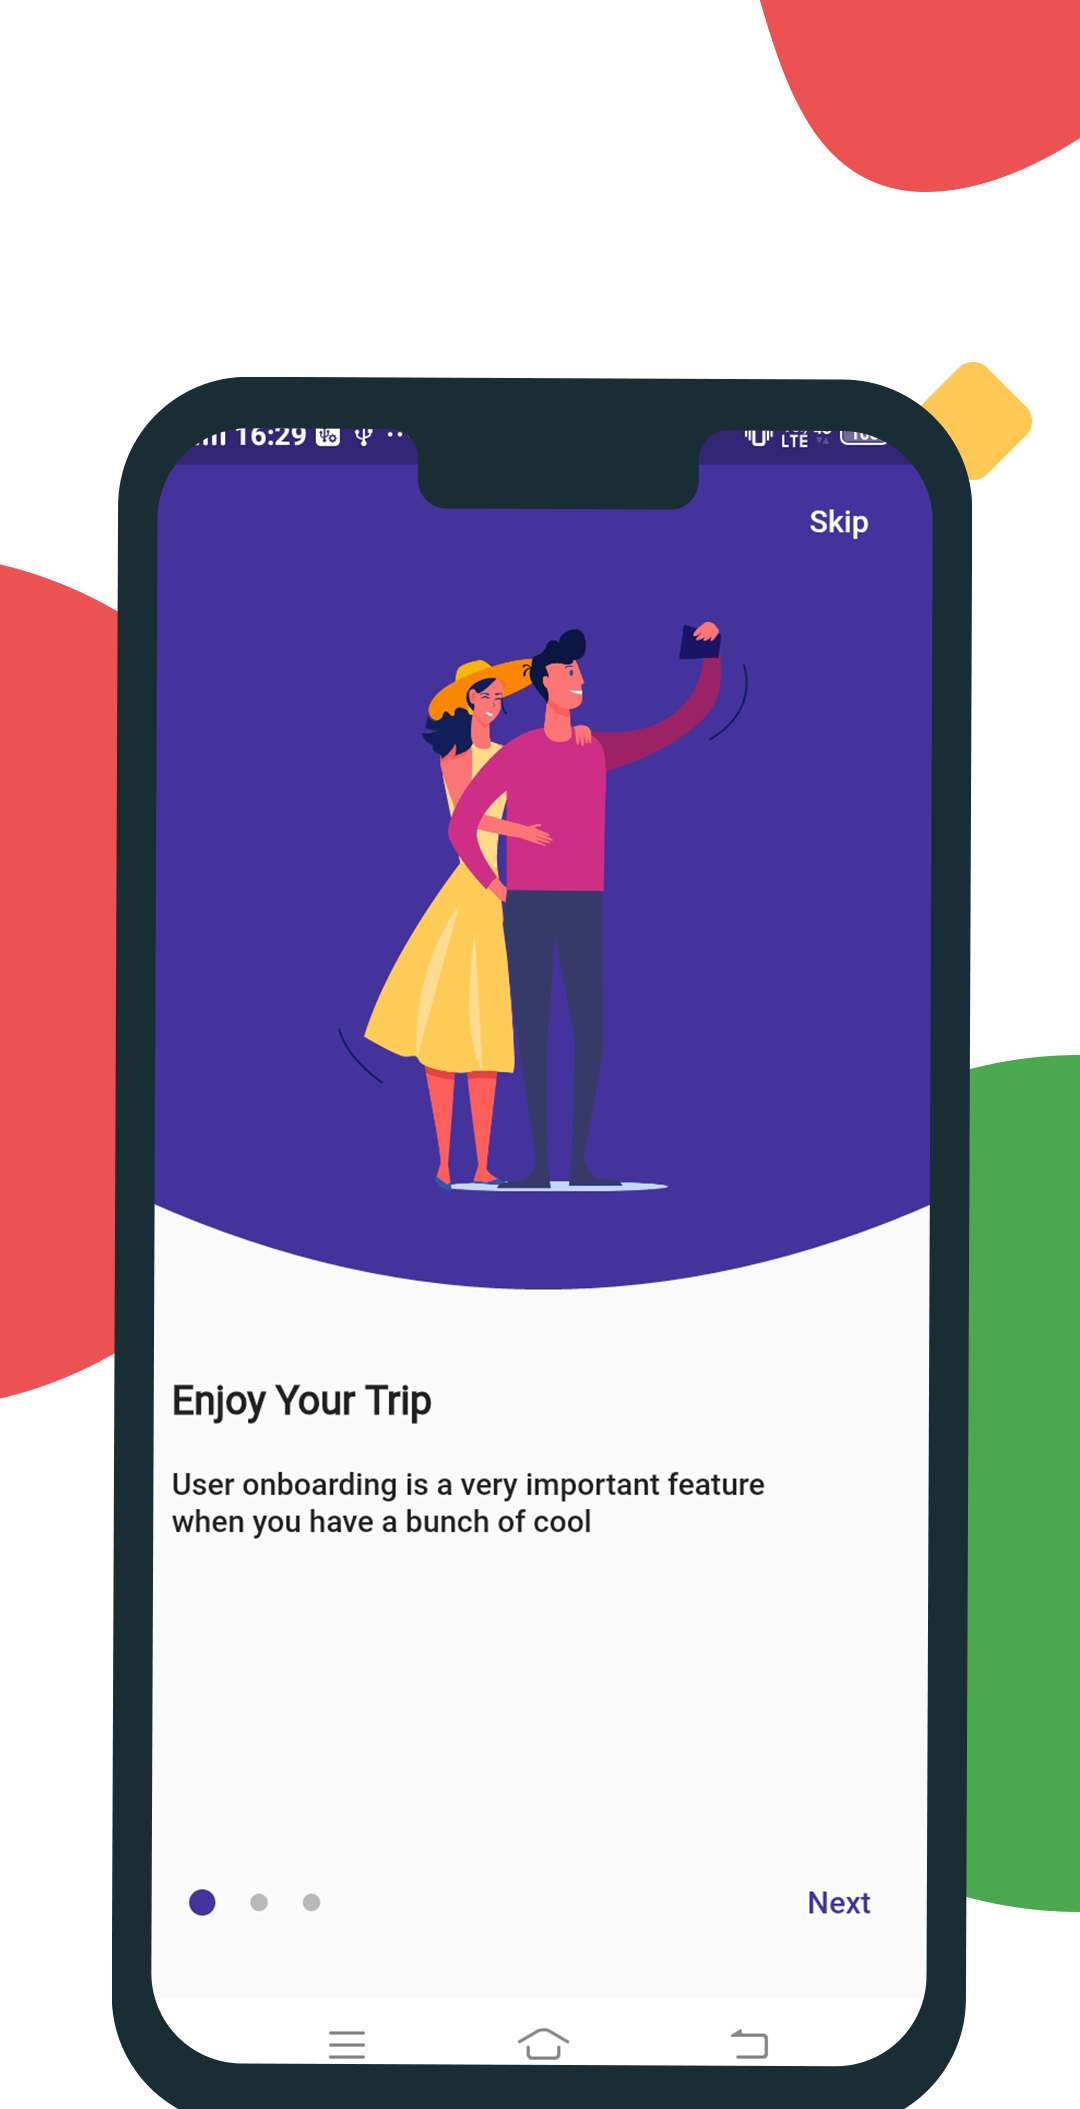 16:29
LTE
Skip
Enjoy Your Trip
User onboarding is a very important feature
when you have a bunch of cool
Next